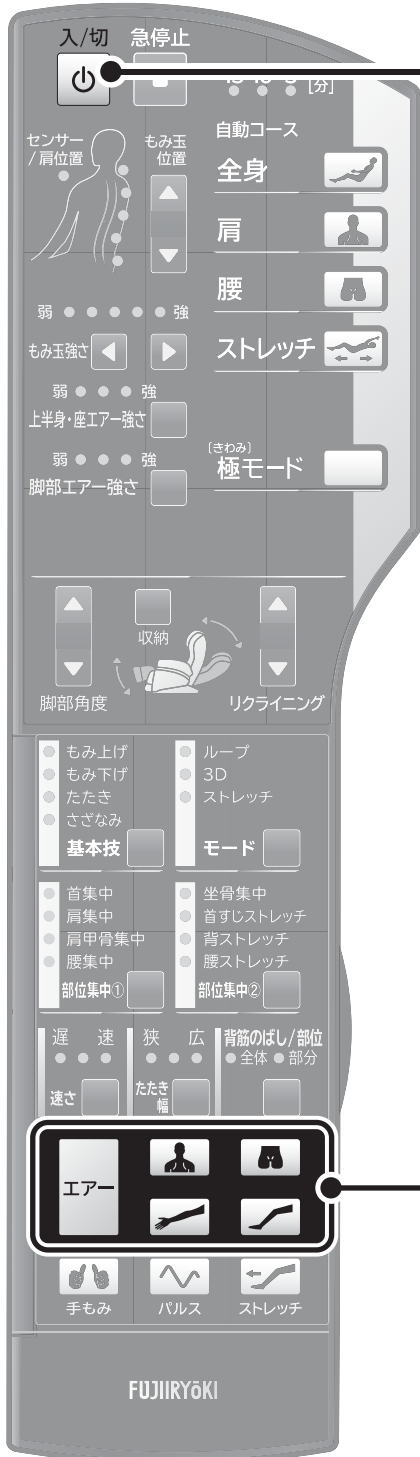 入/切 急停止
[分]
自動コース
センサー
/肩位置
もみ玉
位置
全身
肩
腰
ストレッチ
弱 強
もみ玉強さ
弱 強
上半身・座エアー強さ
弱 強
脚部エアー強さ
[きわみ]
極モード
収納
脚部角度 リクライニング
もみ上げ
もみ下げ
たたき
さざなみ
基本技
ループ
3D
ストレッチ
モード
首集中
肩集中
肩甲骨集中
腰集中
部位集中①
坐骨集中
首すじストレッチ
背ストレッチ
腰ストレッチ
部位集中②
遅 速
速さ
狭 広
たたき
幅
背筋のばし/部位
全体 部分
エアー
手もみ パルス ストレッチ
FUJIIRYōKI